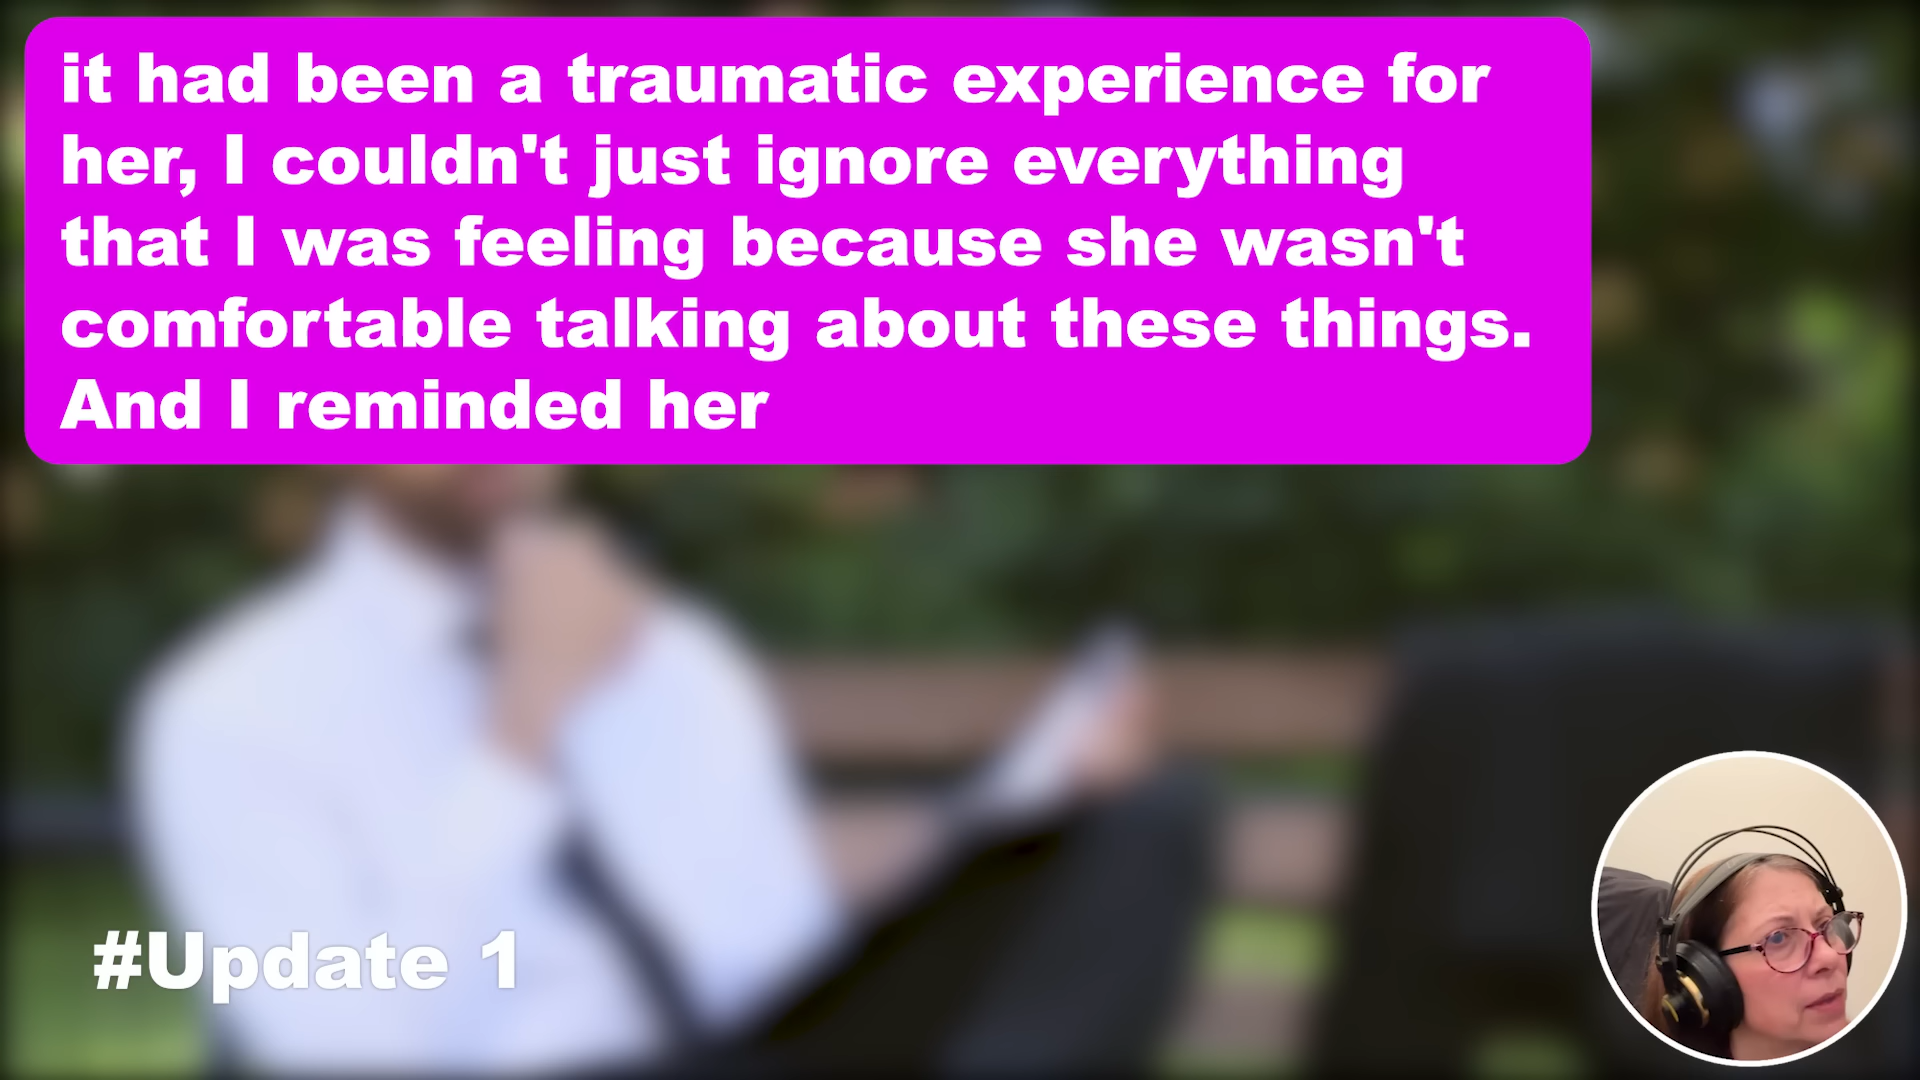 it had been a traumatic experience for
her, I couldn't just ignore everything
that I was feeling because she wasn't
comfortable talking about these things.
And I reminded her
#Update 1